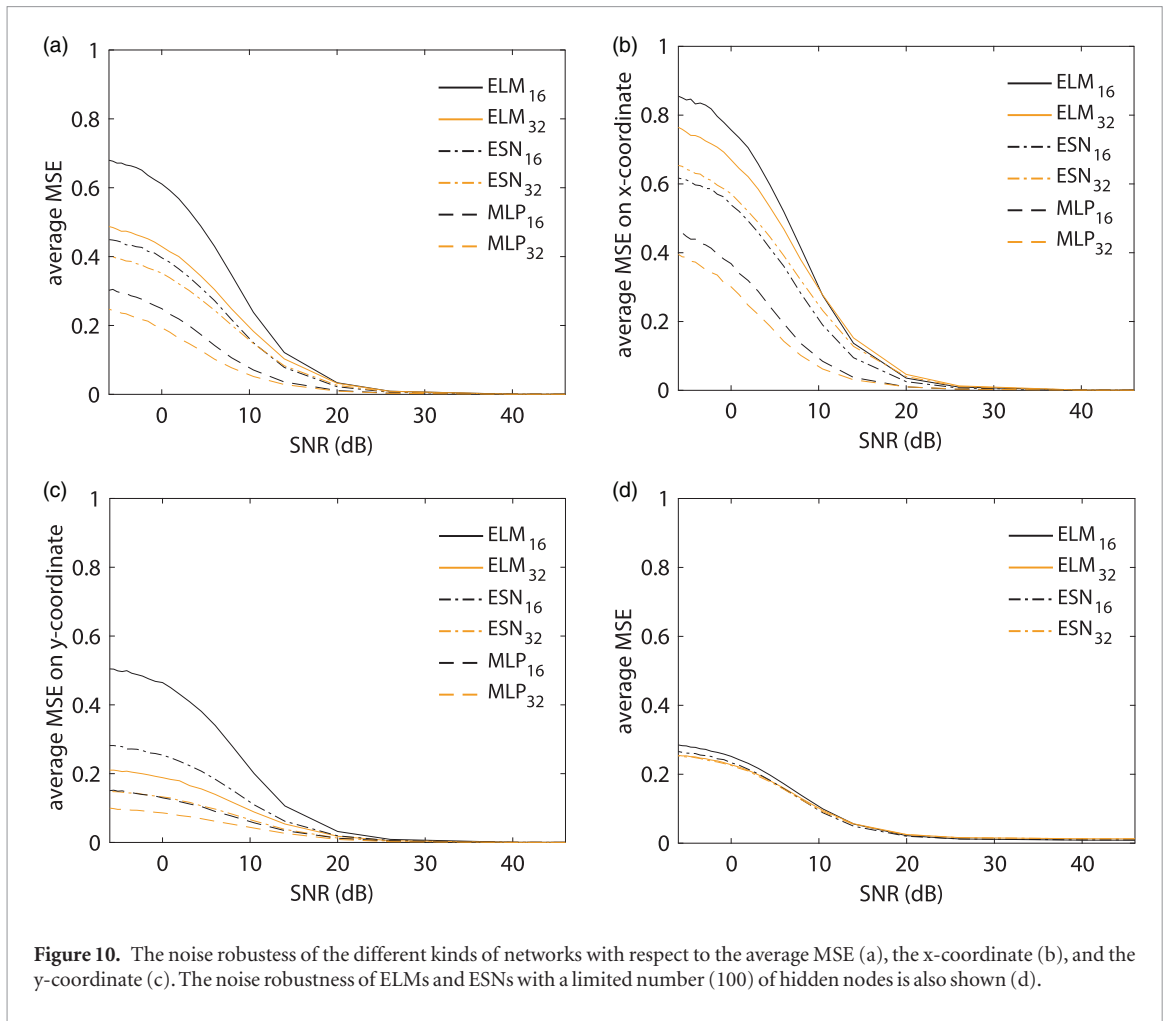 (a)
1
0.8
0.6
0.4
0.2
0
average MSE
0 10 20 30 40
SNR (dB)
ELM16
ELM32
ESN16
ESN32
MLP16
MLP32
(b)
1
0.8
0.6
0.4
0.2
0
average MSE on x-coordinate
0 10 20 30 40
SNR (dB)
ELM16
ELM32
ESN16
ESN32
MLP16
MLP32
(c)
1
0.8
0.6
0.4
0.2
0
average MSE on y-coordinate
0 10 20 30 40
SNR (dB)
ELM16
ELM32
ESN16
ESN32
MLP16
MLP32
(d)
1
0.8
0.6
0.4
0.2
0
average MSE
0 10 20 30 40
SNR (dB)
ELM16
ELM32
ESN16
ESN32
Figure 10. The noise robustess of the different kinds of networks with respect to the average MSE (a), the x-coordinate (b), and the
y-coordinate (c). The noise robustness of ELMs and ESNs with a limited number (100) of hidden nodes is also shown (d).